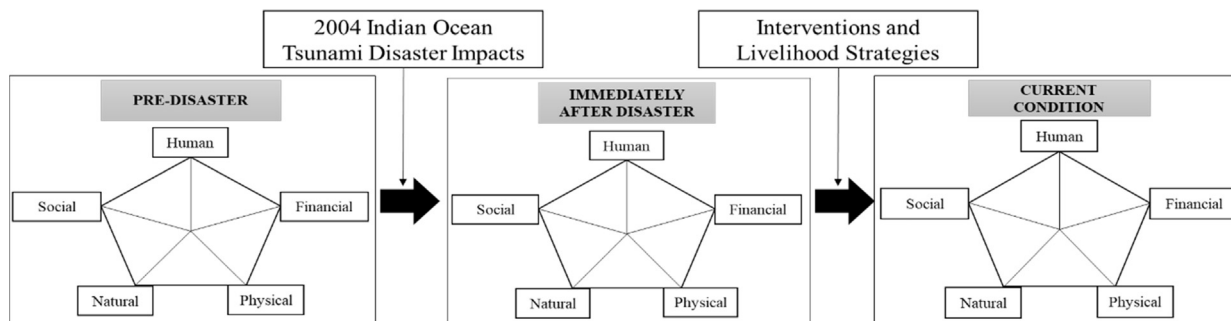 2004 Indian Ocean
Tsunami Disaster Impacts
Interventions and
Livelihood Strategies
PRE-DISASTER
Human
Social
Financial
Natural
Physical
IMMEDIATELY
AFTER DISASTER
Human
Social
Financial
Natural
Physical
CURRENT
CONDITION
Human
Social
Financial
Natural
Physical